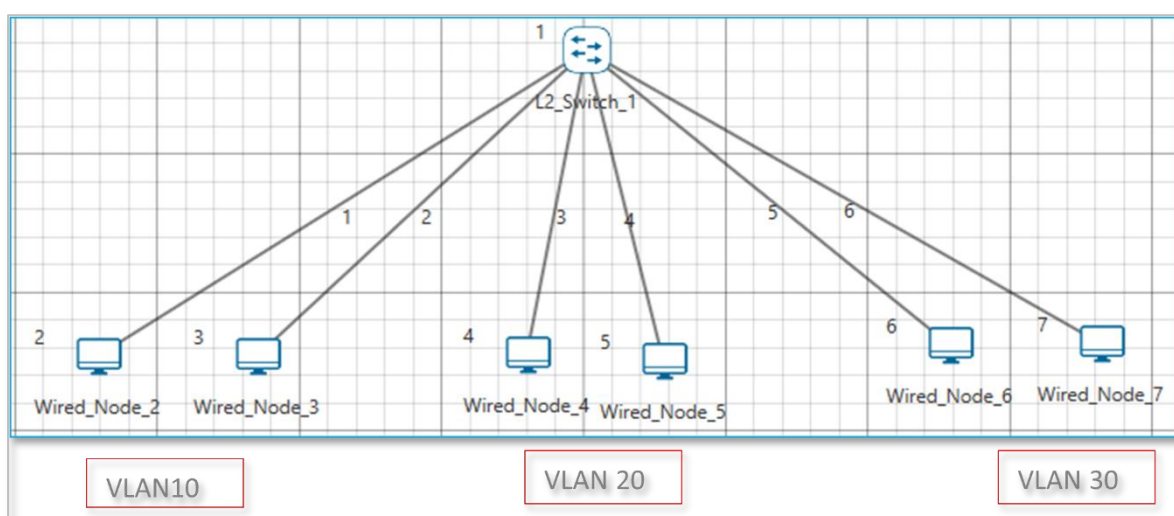 1
L2_Switch_1
1
2
3
4
5
6
2
3
4
5
6
7
Wired_Node_2
Wired_Node_3
Wired_Node_4
Wired_Node_5
Wired_Node_6
Wired_Node_7
VLAN10
VLAN 20
VLAN 30